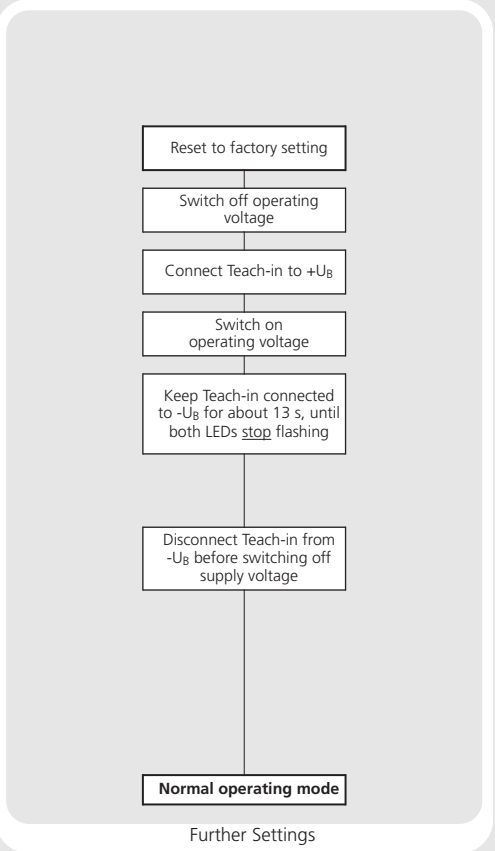 Reset to factory setting
Switch off operating
voltage
Connect Teach-in to +UB
Switch on
operating voltage
Keep Teach-in connected
to -UB for about 13 s, until
both LEDs stop flashing
Disconnect Teach-in from
-UB before switching off
supply voltage
Normal operating mode
Further Settings